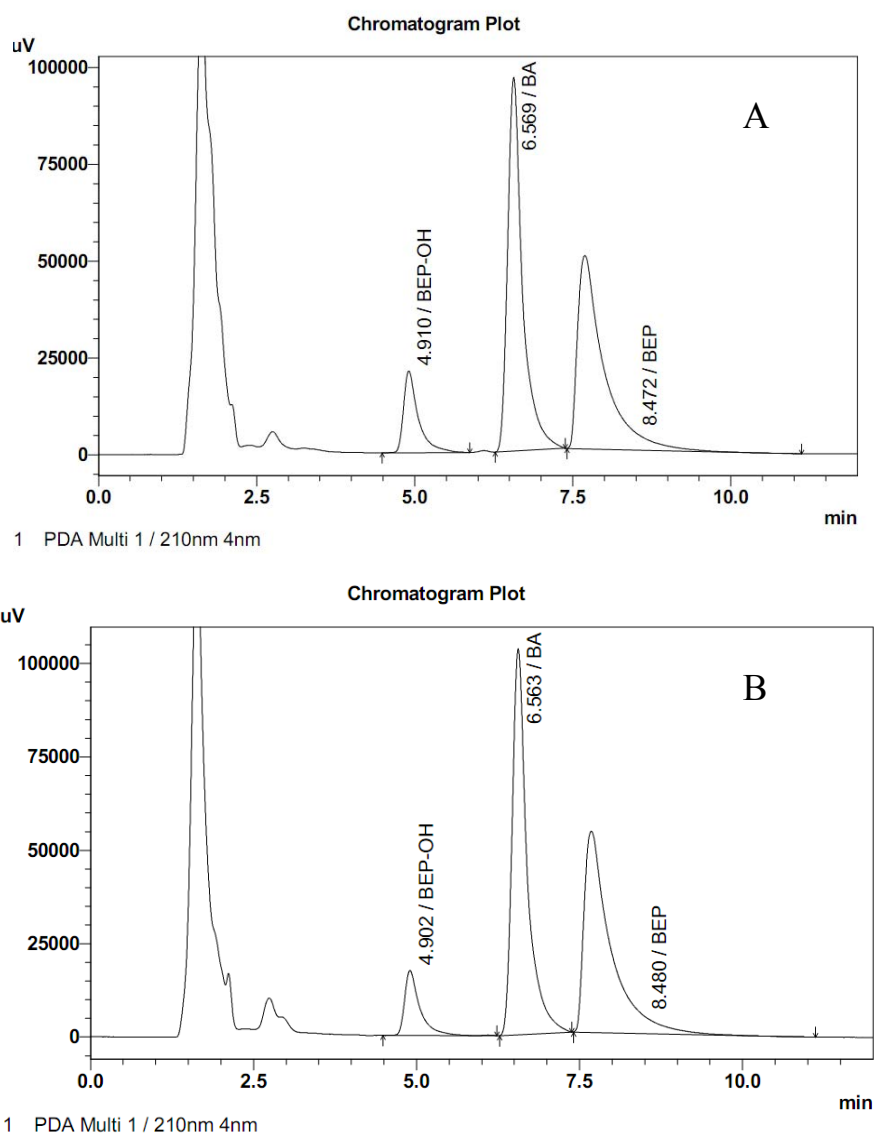 Chromatogram Plot
uV
100000
75000
50000
25000
0
4.910 / BEP-OH
6.569 / BA
8.472 / BEP
A
0.0 2.5 5.0 7.5 10.0
min
1 PDA Multi 1 / 210nm 4nm
Chromatogram Plot
uV
100000
75000
50000
25000
0
4.902 / BEP-OH
6.563 / BA
8.480 / BEP
B
0.0 2.5 5.0 7.5 10.0
min
1 PDA Multi 1 / 210nm 4nm